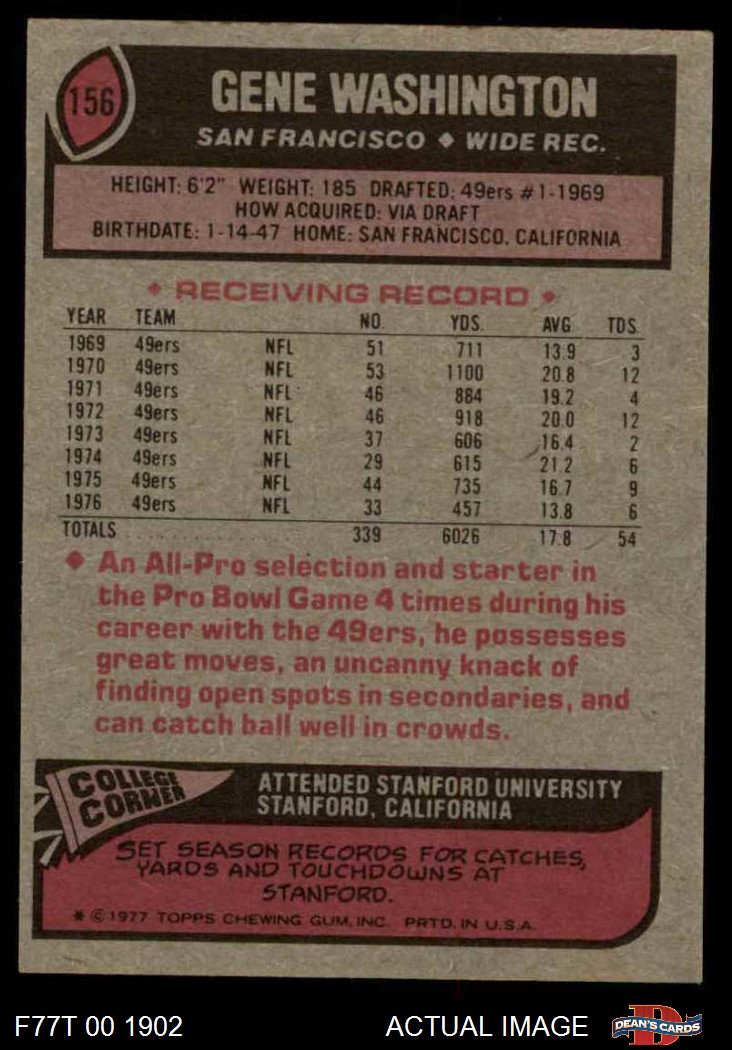 156
GENE WASHINGTON
SAN FRANCISCO ♦ WIDE REC.
HEIGHT: 6'2" WEIGHT: 185 DRAFTED: 49ers #1-1969
HOW ACQUIRED: VIA DRAFT
BIRTHDATE: 1-14-47 HOME: SAN FRANCISCO, CALIFORNIA
♦ RECEIVING RECORD ♦
YEAR TEAM NO. YDS. AVG TDS.
1969 49ers NFL 51 711 13.9 3
1970 49ers NFL 53 1100 20.8 12
1971 49ers NFL 46 884 19.2 4
1972 49ers NFL 46 918 20.0 12
1973 49ers NFL 37 606 16.4 2
1974 49ers NFL 29 615 21.2 6
1975 49ers NFL 44 735 16.7 9
1976 49ers NFL 33 457 13.8 6
TOTALS 339 6026 17.8 54
♦ An All-Pro selection and starter in
the Pro Bowl Game 4 times during his
career with the 49ers, he possesses
great moves, an uncanny knack of
finding open spots in secondaries, and
can catch ball well in crowds.
COLLEGE
CORNER
ATTENDED STANFORD UNIVERSITY
STANFORD, CALIFORNIA
SET SEASON RECORDS FOR CATCHES,
YARDS AND TOUCHDOWNS AT
STANFORD.
* © 1977 TOPPS CHEWING GUM, INC. PRTD. IN U.S.A.
F77T 00 1902 ACTUAL IMAGE
D
DEAN'S CARDS